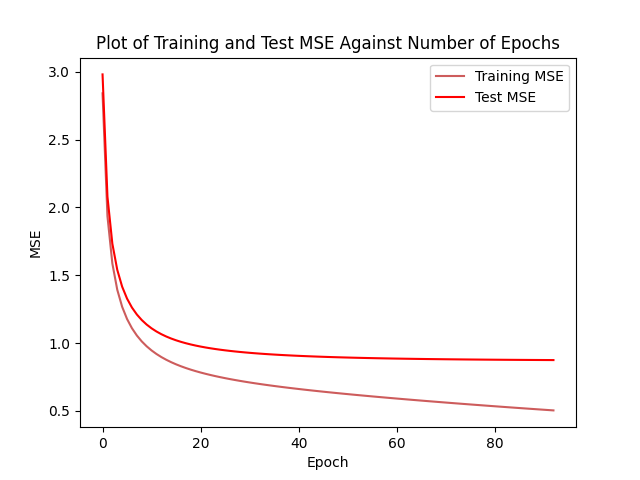 Plot of Training and Test MSE Against Number of Epochs
3.0
2.5
2.0
1.5
1.0
0.5
MSE
Training MSE
Test MSE
0
20
40
60
80
Epoch